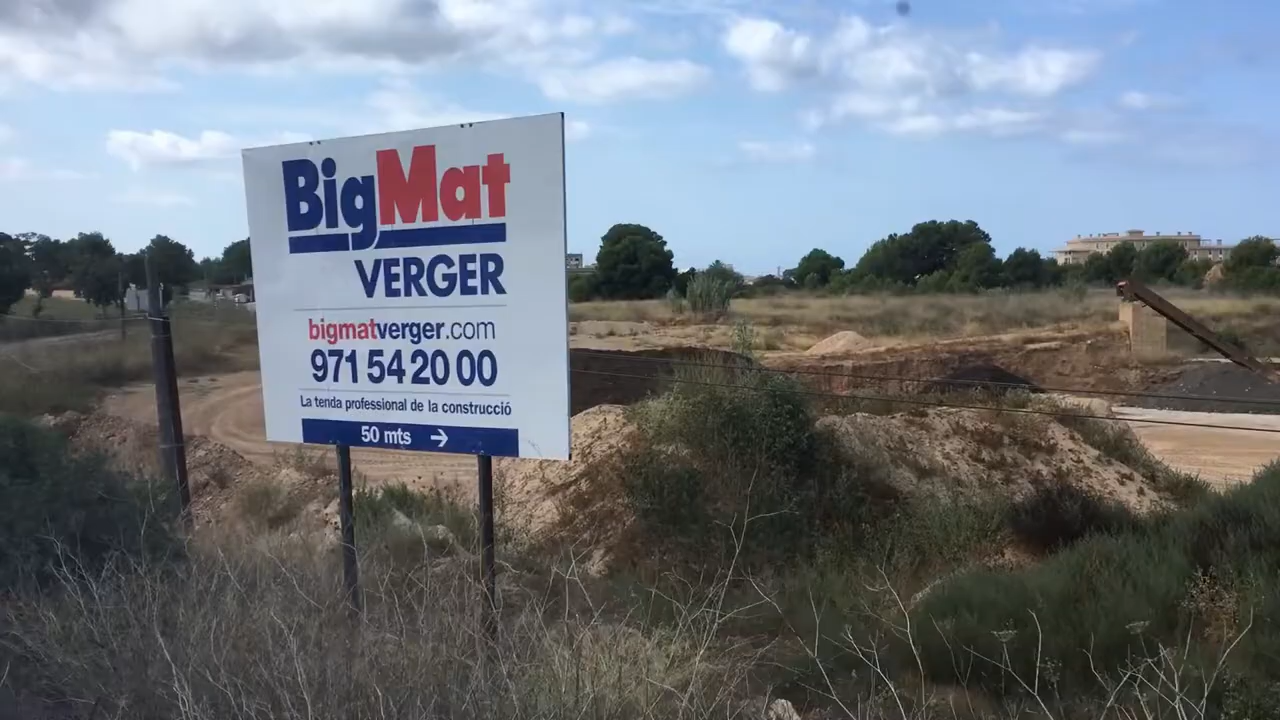 BigMat
VERGER
bigmatverger.com
971 54 20 00
La tenda professional de la construcció
50 mts →